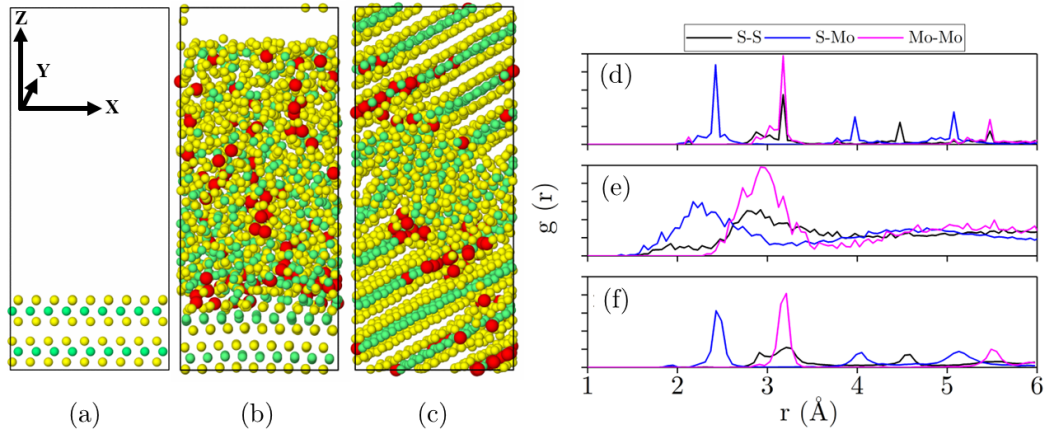 Z
Y
X
(a)
(b)
(c)
S-S S-Mo Mo-Mo
(d)
(e)
(f)
g (r)
1 2 3 4 5 6
r (Å)